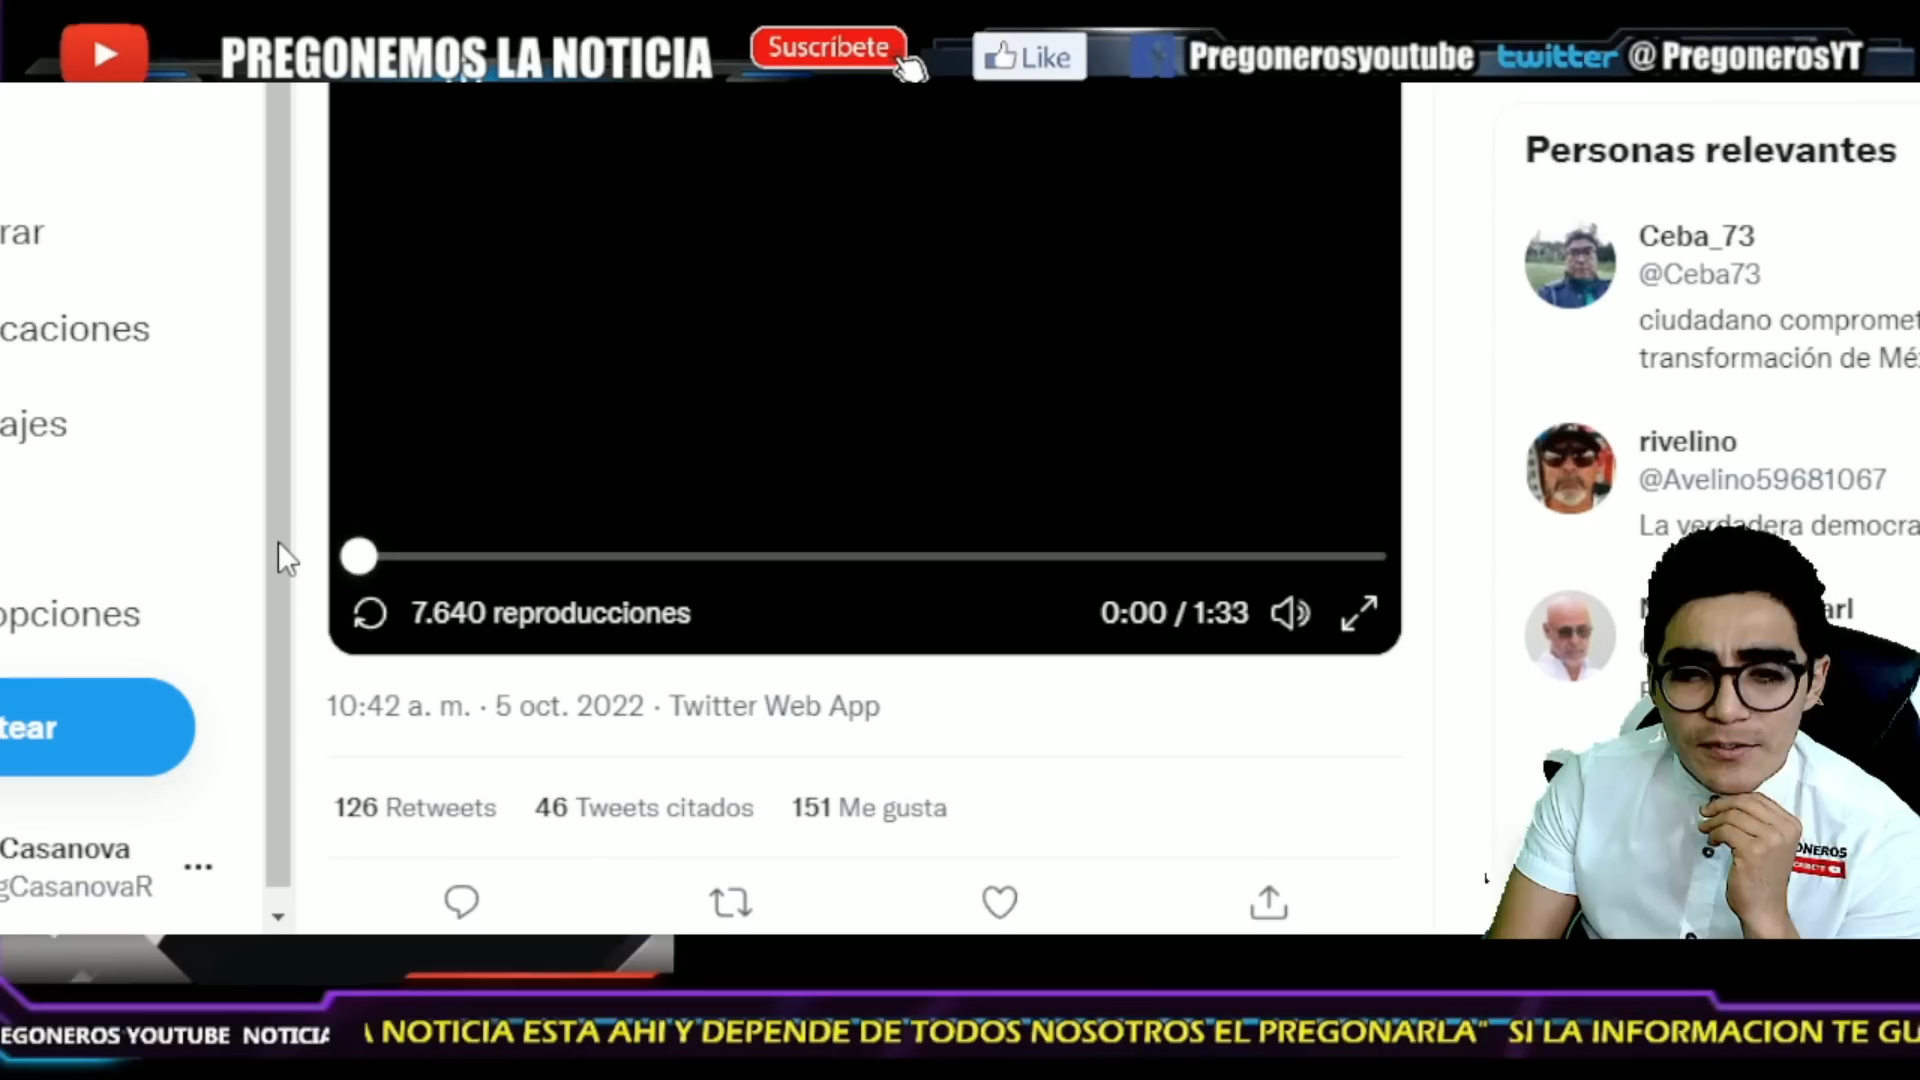 PREGONEMOS LA NOTICIA
Suscríbete
Like
Pregonerosyoutube
twitter @PregonerosYT
rar
caciones
ajes
opciones
tear
Casanova
gCasanovaR
7.640 reproducciones
0:00 / 1:33
10:42 a. m. · 5 oct. 2022 · Twitter Web App
126 Retweets 46 Tweets citados 151 Me gusta
Personas relevantes
Ceba_73
@Ceba73
ciudadano compromet
transformación de Mé
rivelino
@Avelino59681067
La verdadera democra
arl
ONEROS
EGONEROS YOUTUBE NOTICIA
A NOTICIA ESTA AHI Y DEPENDE DE TODOS NOSOTROS EL PREGONARLA" SI LA INFORMACION TE GU